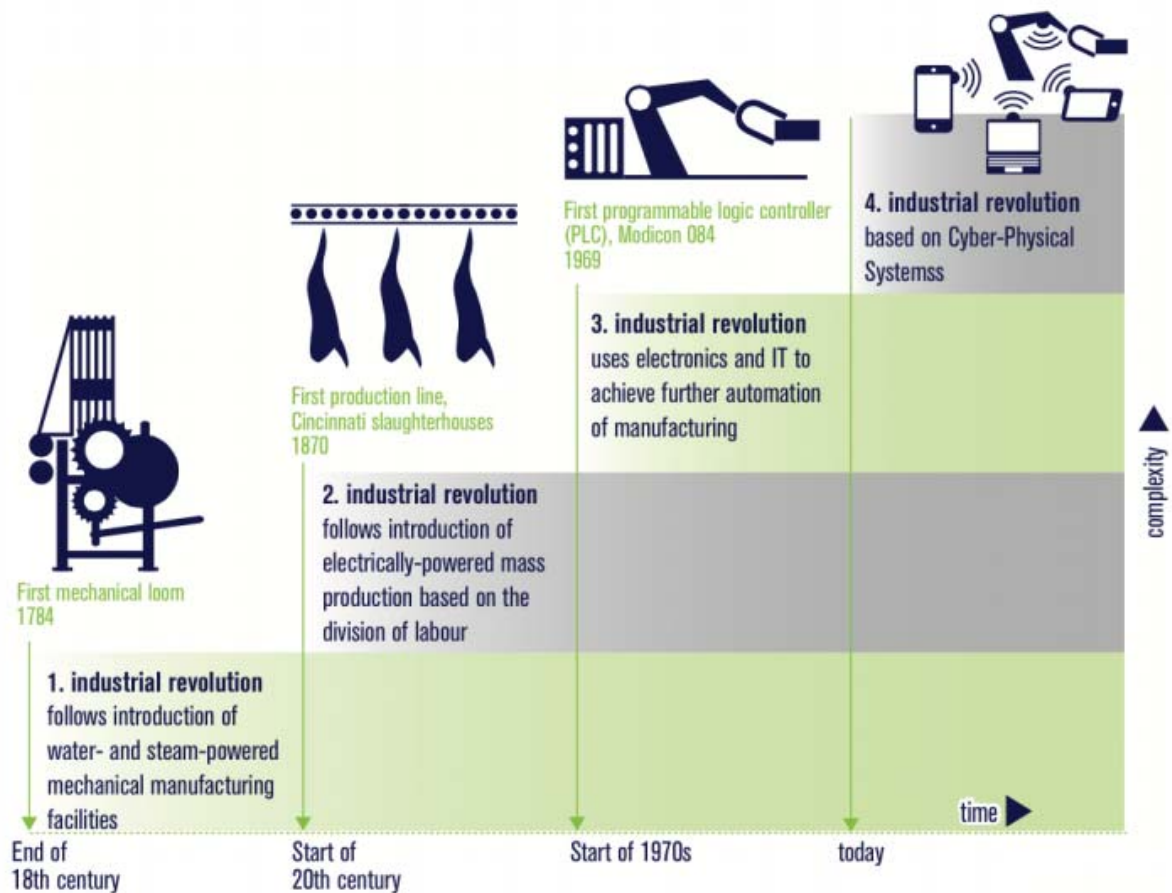 First programmable logic controller
(PLC), Modicon 084
1969
4. industrial revolution
based on Cyber-Physical
Systemss
3. industrial revolution
uses electronics and IT to
achieve further automation
of manufacturing
First production line,
Cincinnati slaughterhouses
1870
2. industrial revolution
follows introduction of
electrically-powered mass
production based on the
division of labour
complexity
First mechanical loom
1784
1. industrial revolution
follows introduction of
water- and steam-powered
mechanical manufacturing
facilities
time
End of
18th century
Start of
20th century
Start of 1970s
today